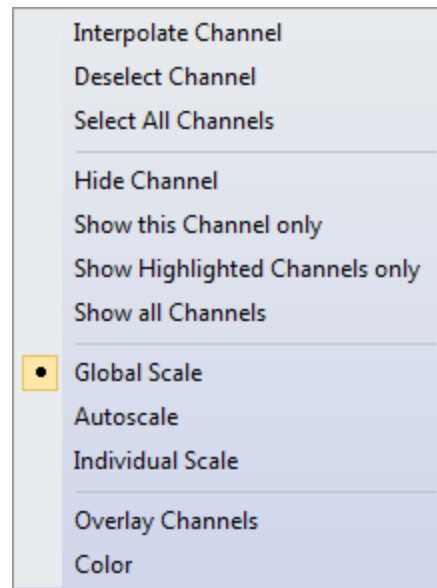 Interpolate Channel
Deselect Channel
Select All Channels
Hide Channel
Show this Channel only
Show Highlighted Channels only
Show all Channels
Global Scale
Autoscale
Individual Scale
Overlay Channels
Color